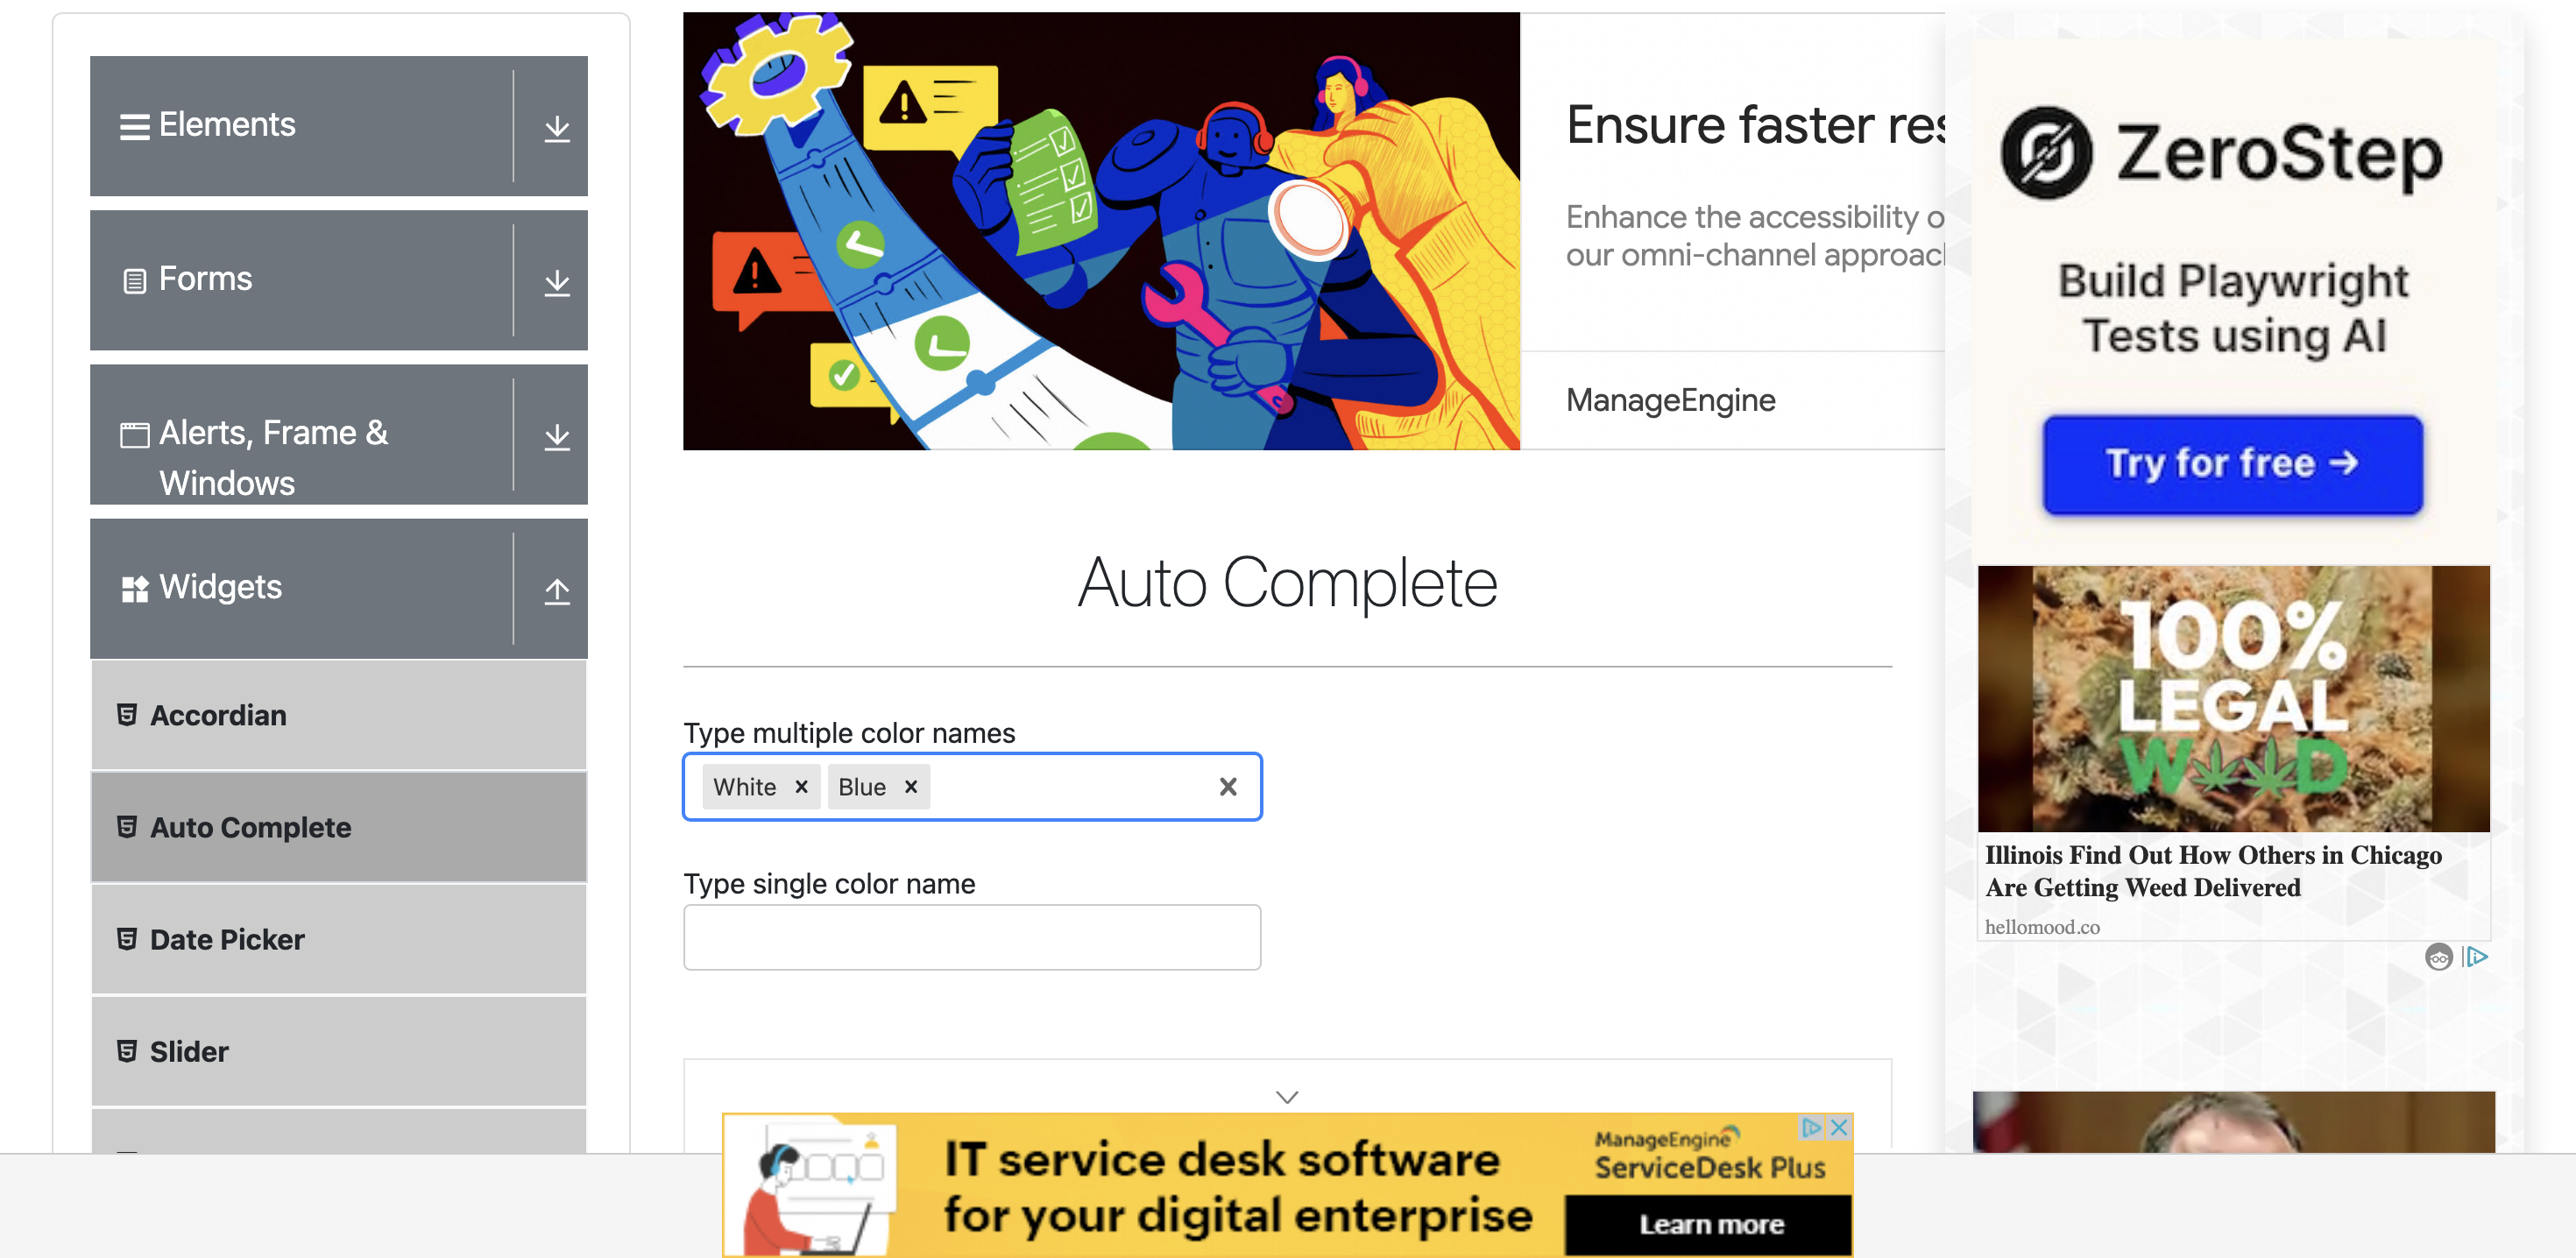 Elements
Forms
Alerts, Frame &
Windows
Widgets
Accordian
Auto Complete
Date Picker
Slider
Ensure faster res
Enhance the accessibility o
our omni-channel approac
ManageEngine
Auto Complete
Type multiple color names
White
Blue
Type single color name
ZeroStep
Build Playwright
Tests using AI
Try for free →
100%
LEGAL
WEED
Illinois Find Out How Others in Chicago
Are Getting Weed Delivered
hellomood.co
IT service desk software
for your digital enterprise
ManageEngine
ServiceDesk Plus
Learn more